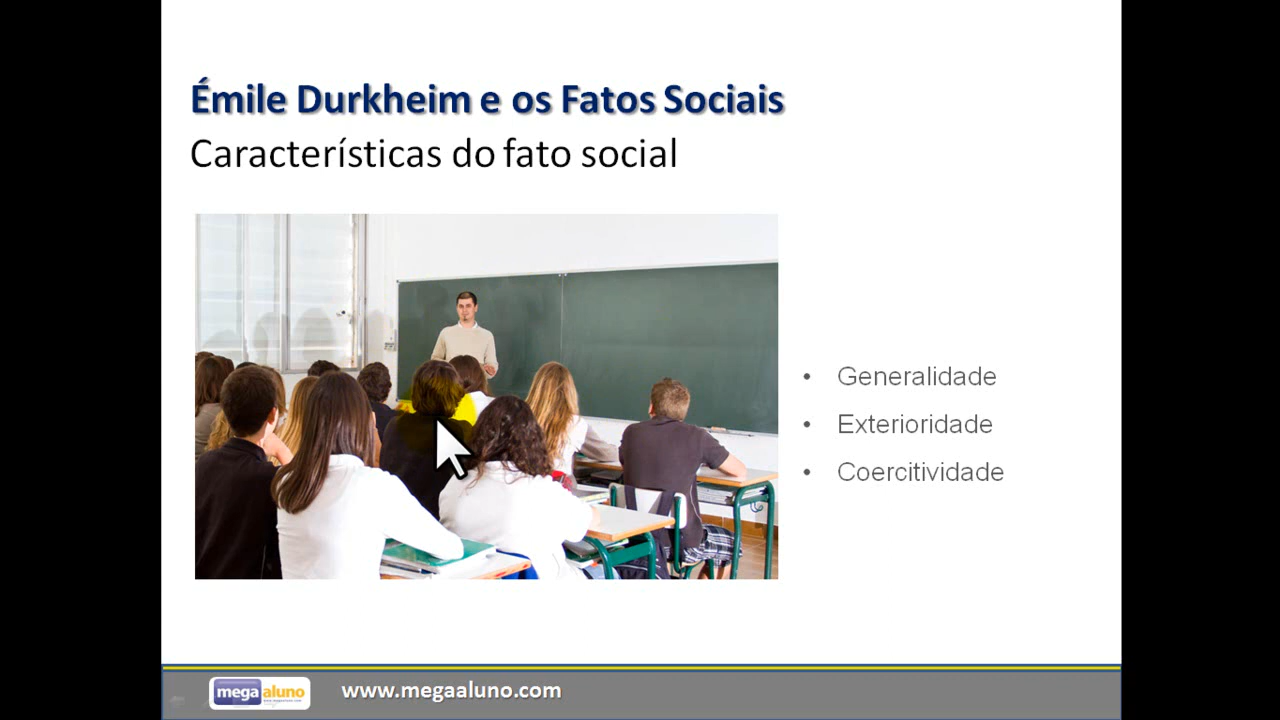 Émile Durkheim e os Fatos Sociais
Características do fato social
• Generalidade
• Exterioridade
• Coercitividade
mega aluno
www.megaaluno.com